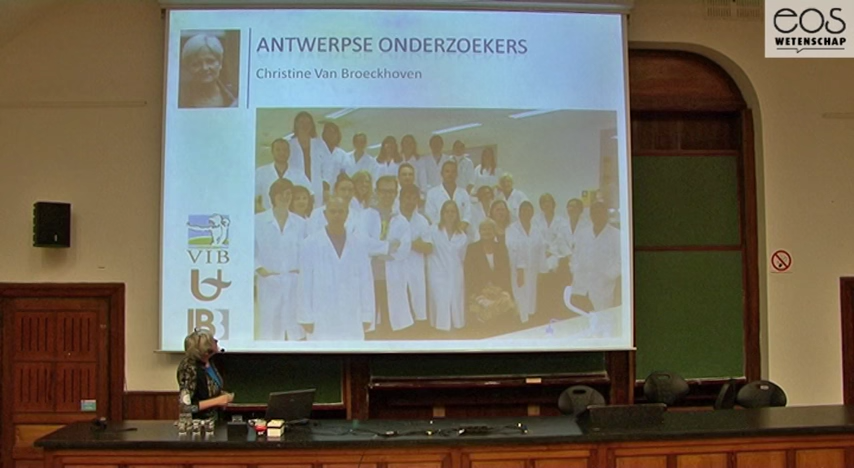 eos
WETENSCHAP
ANTWERPSE ONDERZOEKERS
Christine Van Broeckhoven
VIB